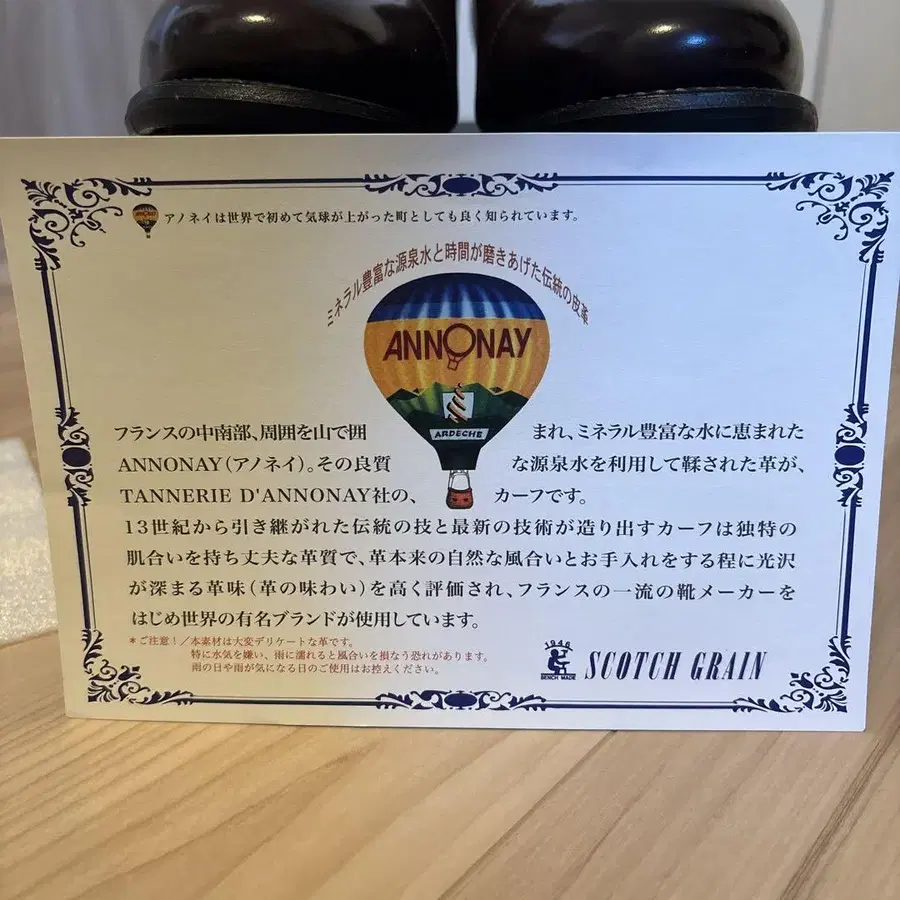 アノネイは世界で初めて気球が上がった町としても良く知られています。
ミネラル豊富な源泉水と時間が磨きあげた伝統の皮革
ANNONAY
ARDECHE
フランスの中南部、周囲を山で囲まれ、ミネラル豊富な水に恵まれた
ANNONAY(アノネイ)。その良質な源泉水を利用して鞣された革が、
TANNERIE D'ANNONAY社の、カーフです。
13世紀から引き継がれた伝統の技と最新の技術が造り出すカーフは独特の
肌合いを持ち丈夫な革質で、革本来の自然な風合いとお手入れをする程に光沢
が深まる革味(革の味わい)を高く評価され、フランスの一流の靴メーカーを
はじめ世界の有名ブランドが使用しています。
*ご注意!/本素材は大変デリケートな革です。
特に水気を嫌い、雨に濡れると風合いを損なう恐れがあります。
雨の日や雨が気になる日のご使用はお控えください。
1946
BENCH MADE
SCOTCH GRAIN